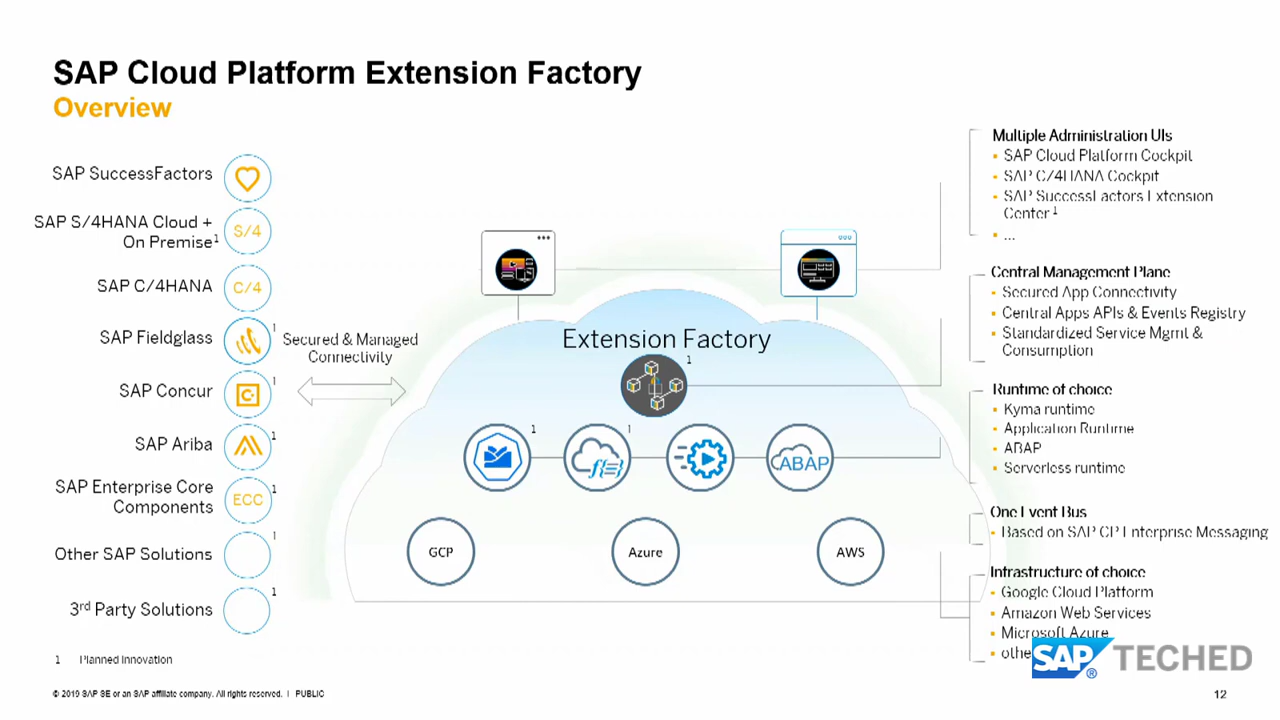 SAP Cloud Platform Extension Factory
Overview
SAP SuccessFactors
SAP S/4HANA Cloud +
On Premise1
S/4
SAP C/4HANA
C/4
SAP Fieldglass
1
SAP Concur
C.
1
SAP Ariba
1
SAP Enterprise Core
Components
ECC
1
Other SAP Solutions
1
3rd Party Solutions
1
Secured & Managed
Connectivity
Extension Factory
1
1
1
f{=}
ABAP
GCP
Azure
AWS
Multiple Administration UIs
▪ SAP Cloud Platform Cockpit
▪ SAP C/4HANA Cockpit
▪ SAP SuccessFactors Extension
Center 1
▪ ...
Central Management Plane
▪ Secured App Connectivity
▪ Central Apps APIs & Events Registry
▪ Standardized Service Mgmt &
Consumption
Runtime of choice
▪ Kyma runtime
▪ Application Runtime
▪ ABAP
▪ Serverless runtime
One Event Bus
▪ Based on SAP CP Enterprise Messaging
Infrastructure of choice
▪ Google Cloud Platform
▪ Amazon Web Services
▪ Microsoft Azure
SAP® TECHED
1 Planned Innovation
© 2019 SAP SE or an SAP affiliate company. All rights reserved. | PUBLIC
12